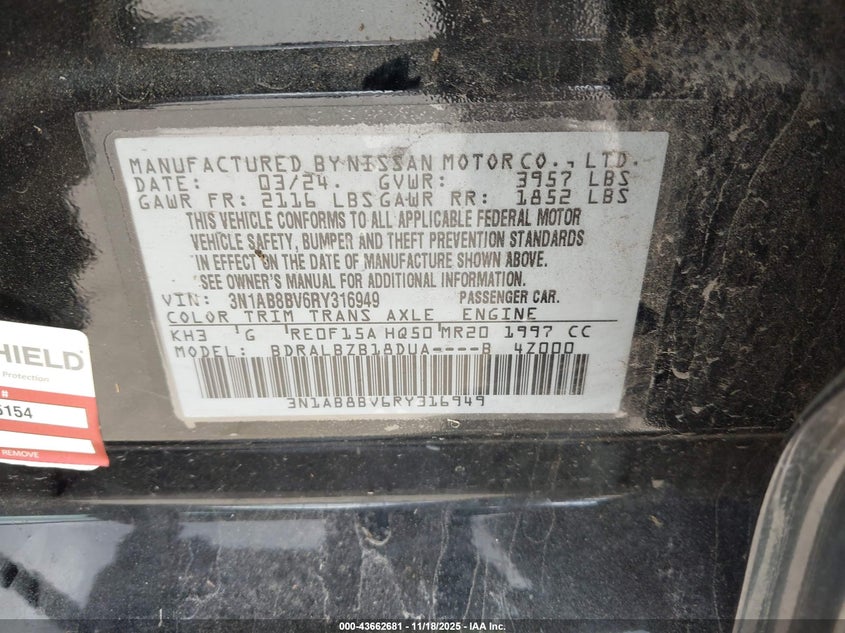 MANUFACTURED BY NISSAN MOTOR CO., LTD.
DATE: 03/24. GVWR: 3957 LBS
GAWR FR: 2116 LBS GAWR RR: 1852 LBS
THIS VEHICLE CONFORMS TO ALL APPLICABLE FEDERAL MOTOR
VEHICLE SAFETY, BUMPER AND THEFT PREVENTION STANDARDS
IN EFFECT ON THE DATE OF MANUFACTURE SHOWN ABOVE.
SEE OWNER'S MANUAL FOR ADDITIONAL INFORMATION.
VIN: 3N1AB8BV6RY316949 PASSENGER CAR.
COLOR TRIM TRANS AXLE ENGINE
KH3 G RE0F15A HQ50 MR20 1997 CC
MODEL: BDRALBZB18DUA----B 4Z000
3N1AB8BV6RY316949
HIELD
#
154
REMOVE
000-43662681 - 11/18/2025 - IAA Inc.